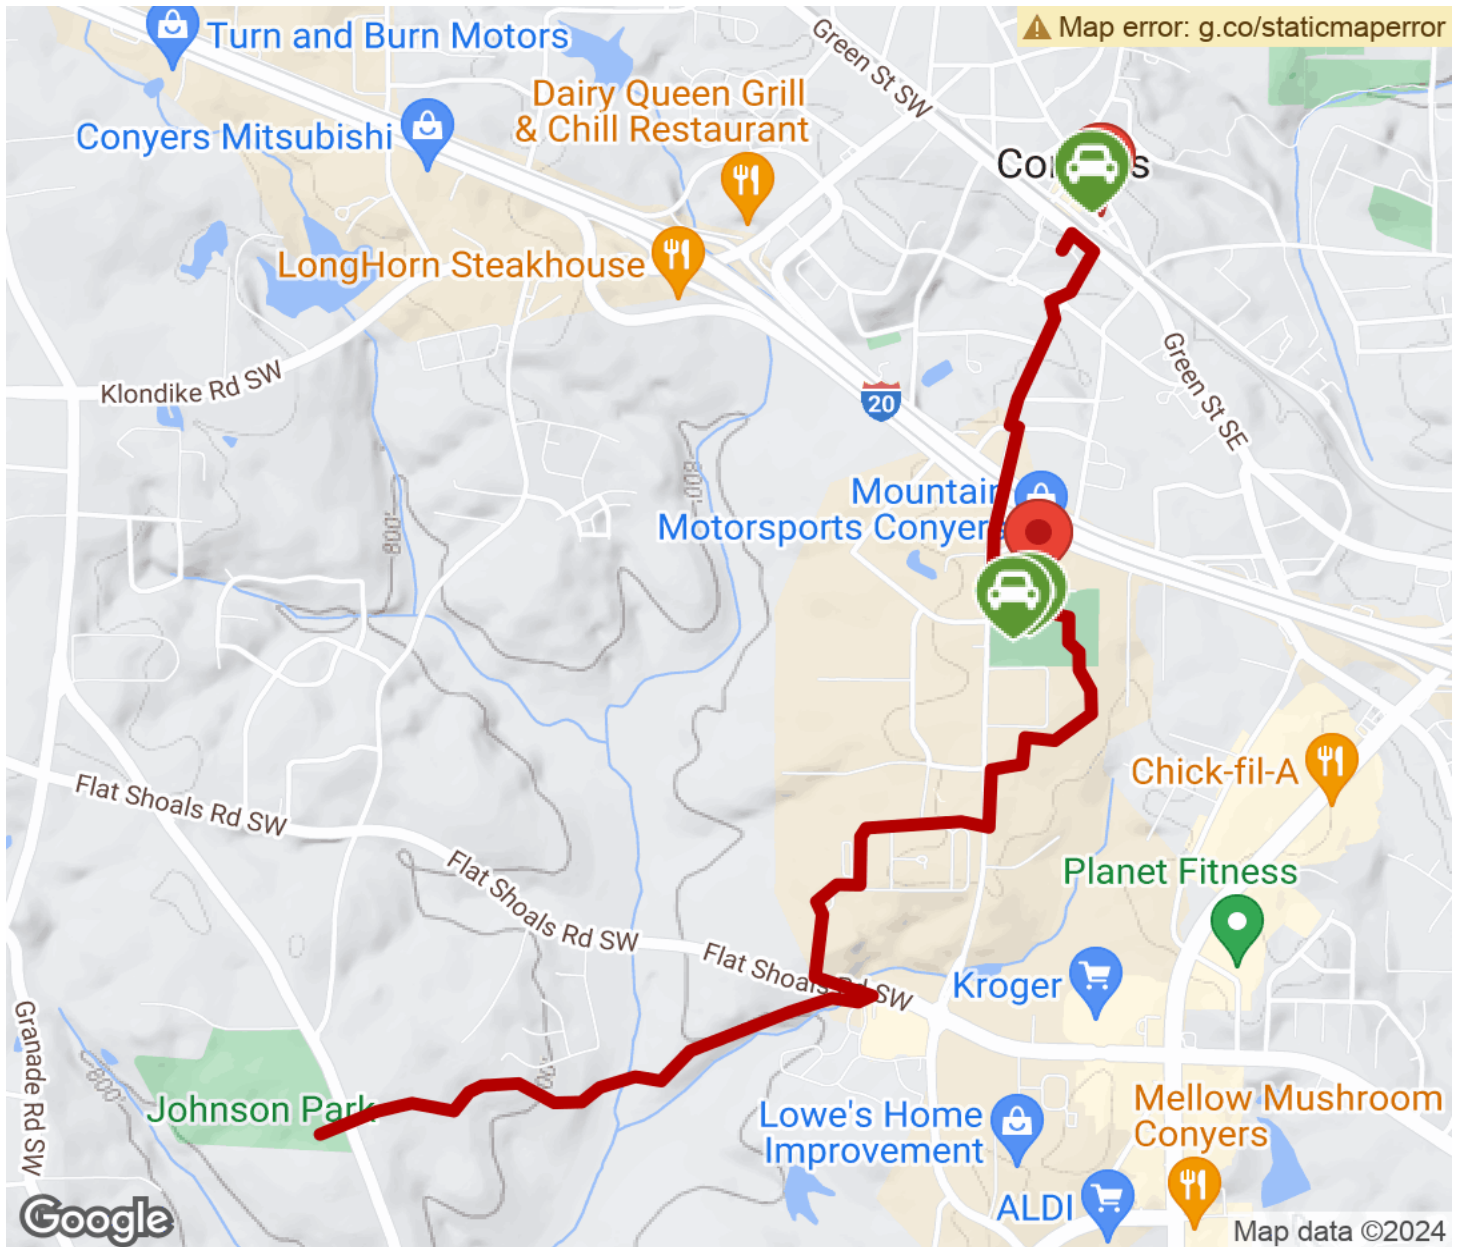 Map error: g.co/staticmaperror
Turn and Burn Motors
Green St SW
Dairy Queen Grill
& Chill Restaurant
Conyers Mitsubishi
Co s
LongHorn Steakhouse
Klondike Rd SW
20
Green St SE
800'
Mountain
Motorsports Conyers
800'
Flat Shoals Rd SW
Chick-fil-A
Flat Shoals Rd SW
Planet Fitness
Flat Shoals Rd SW
Kroger
Granade Rd SW
800'
Johnson Park
Lowe's Home
Improvement
Mellow Mushroom
Conyers
ALDI
Google
Map data ©2024